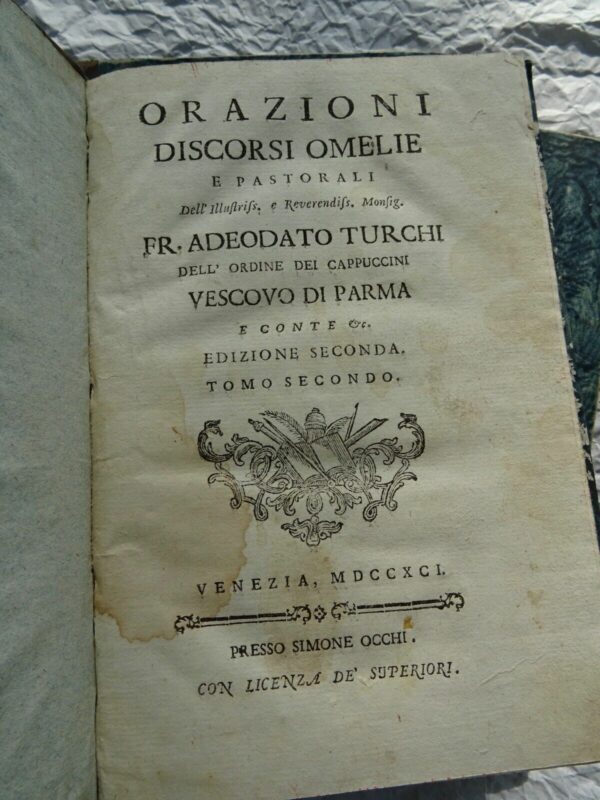 ORAZIONI
DISCORSI OMELIE
E PASTORALI
Dell' Illuſtriſs. e Reverendiſs. Monſig.
FR. ADEODATO TURCHI
DELL' ORDINE DEI CAPPUCCINI
VESCOVO DI PARMA
E CONTE &c.
EDIZIONE SECONDA.
TOMO SECONDO.
VENEZIA, MDCCXCI.
PRESSO SIMONE OCCHI.
CON LICENZA DE' SUPERIORI.